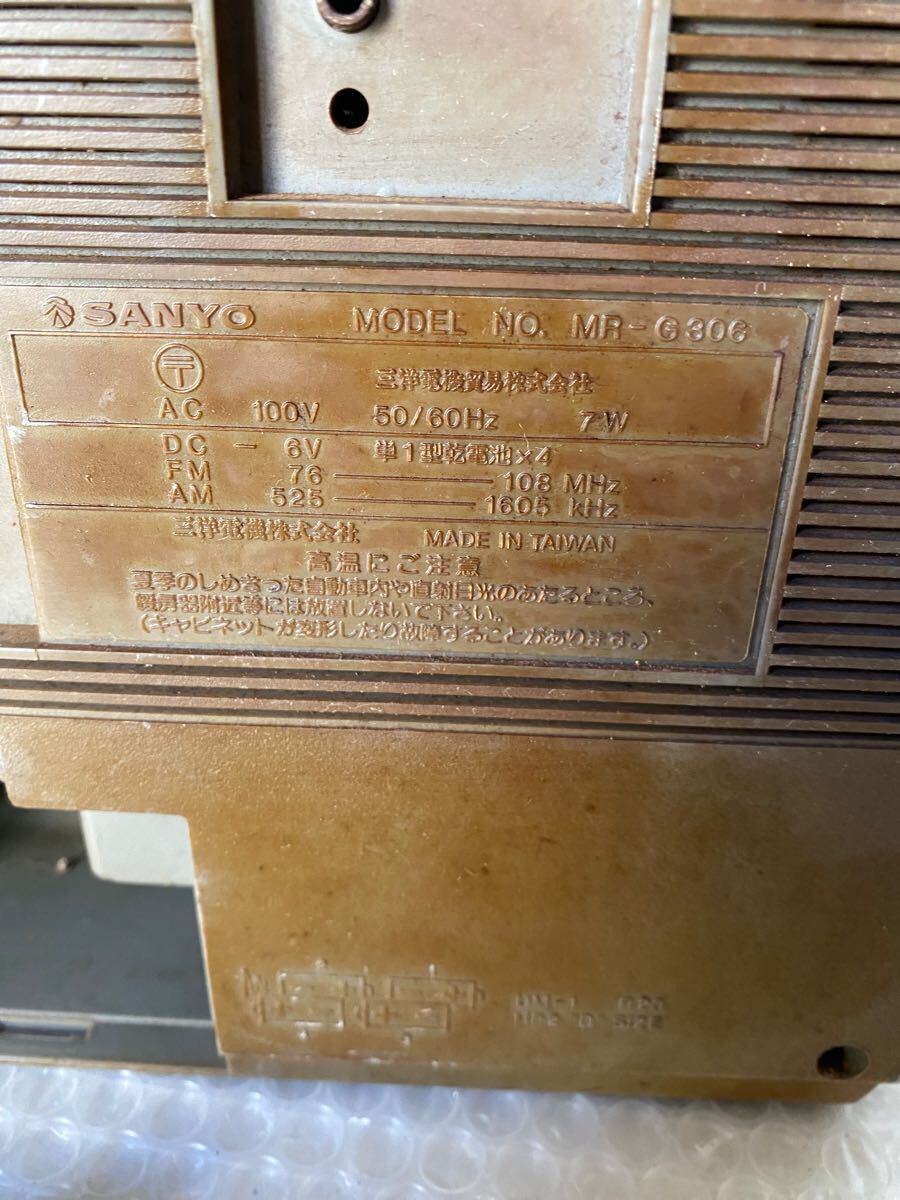 SANYO MODEL NO. MR-G306
〒 三洋電機貿易株式会社
AC 100V 50/60Hz 7W
DC - 6V 単1型乾電池×4
FM 76 — 108 MHz
AM 525 — 1605 kHz
三洋電機株式会社 MADE IN TAIWAN
高温にご注意
夏季のしめきった自動車内や直射日光のあたるところ、
暖房器附近等には放置しないで下さい。
(キャビネットが変形したり故障することがあります。)
UM-1 R20
"D" SIZE